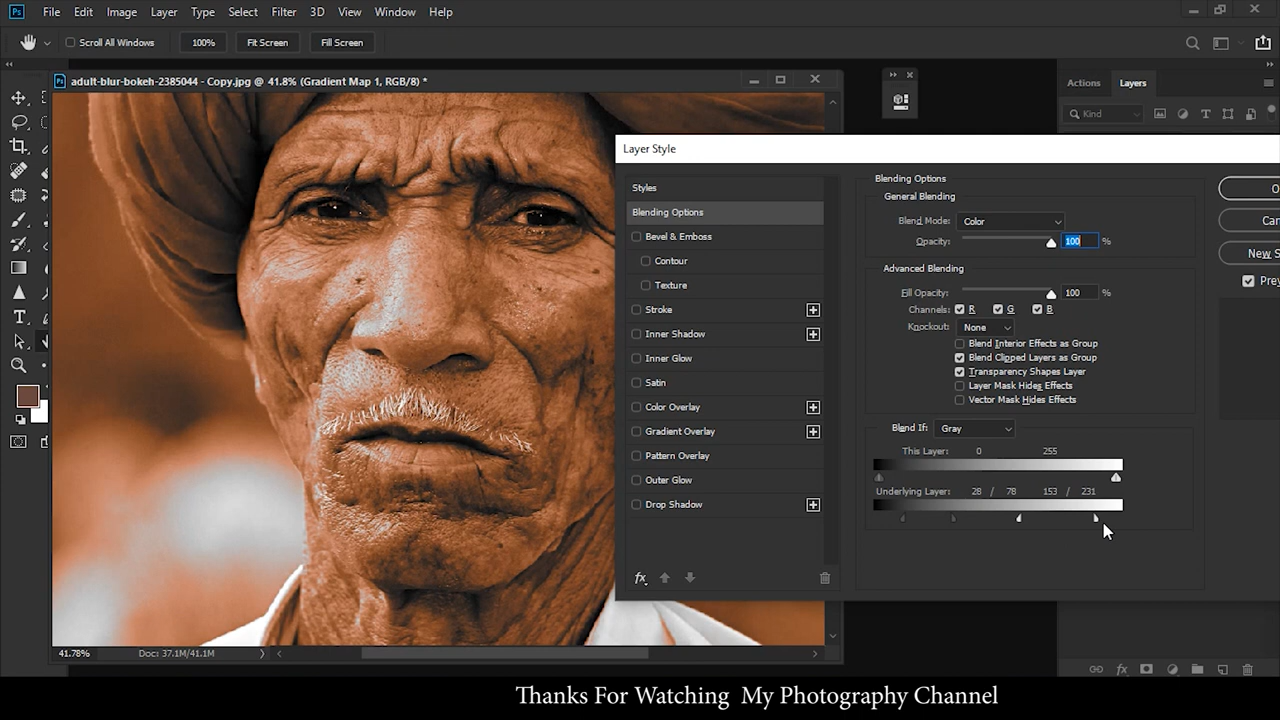 Ps File Edit Image Layer Type Select Filter 3D View Window Help
Scroll All Windows 100% Fit Screen Fill Screen
Ps adult-blur-bokeh-2385044 - Copy.jpg @ 41.8% (Gradient Map 1, RGB/8) *
Actions Layers
Kind
Layer Style
Styles
Blending Options
Bevel & Emboss
Contour
Texture
Stroke
Inner Shadow
Inner Glow
Satin
Color Overlay
Gradient Overlay
Pattern Overlay
Outer Glow
Drop Shadow
fx
Blending Options
General Blending
Blend Mode: Color
Opacity: 100 %
Advanced Blending
Fill Opacity: 100 %
Channels: R G B
Knockout: None
Blend Interior Effects as Group
Blend Clipped Layers as Group
Transparency Shapes Layer
Layer Mask Hides Effects
Vector Mask Hides Effects
Blend If: Gray
This Layer: 0 255
Underlying Layer: 28 / 78 153 / 231
O
Can
New S
Prev
41.78% Doc: 37.1M/41.1M
fx
Thanks For Watching My Photography Channel